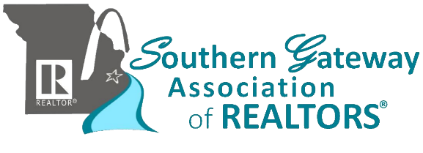 R
REALTOR®
Southern Gateway
Association
of REALTORS®